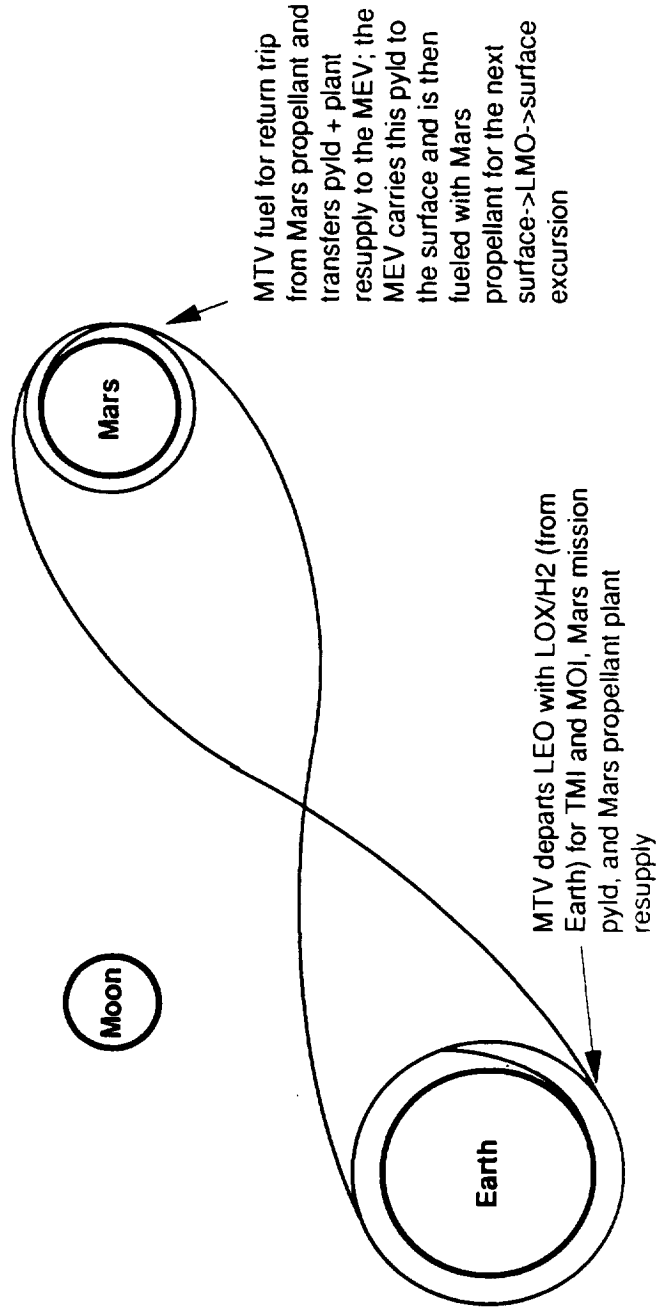 MTV fuel for return trip
from Mars propellant and
transfers pyld + plant
resupply to the MEV; the
MEV carries this pyld to
the surface and is then
fueled with Mars
propellant for the next
surface->LMO->surface
excursion
Mars
Moon
Earth
MTV departs LEO with LOX/H2 (from
Earth) for TMI and MOI, Mars mission
pyld, and Mars propellant plant
resupply